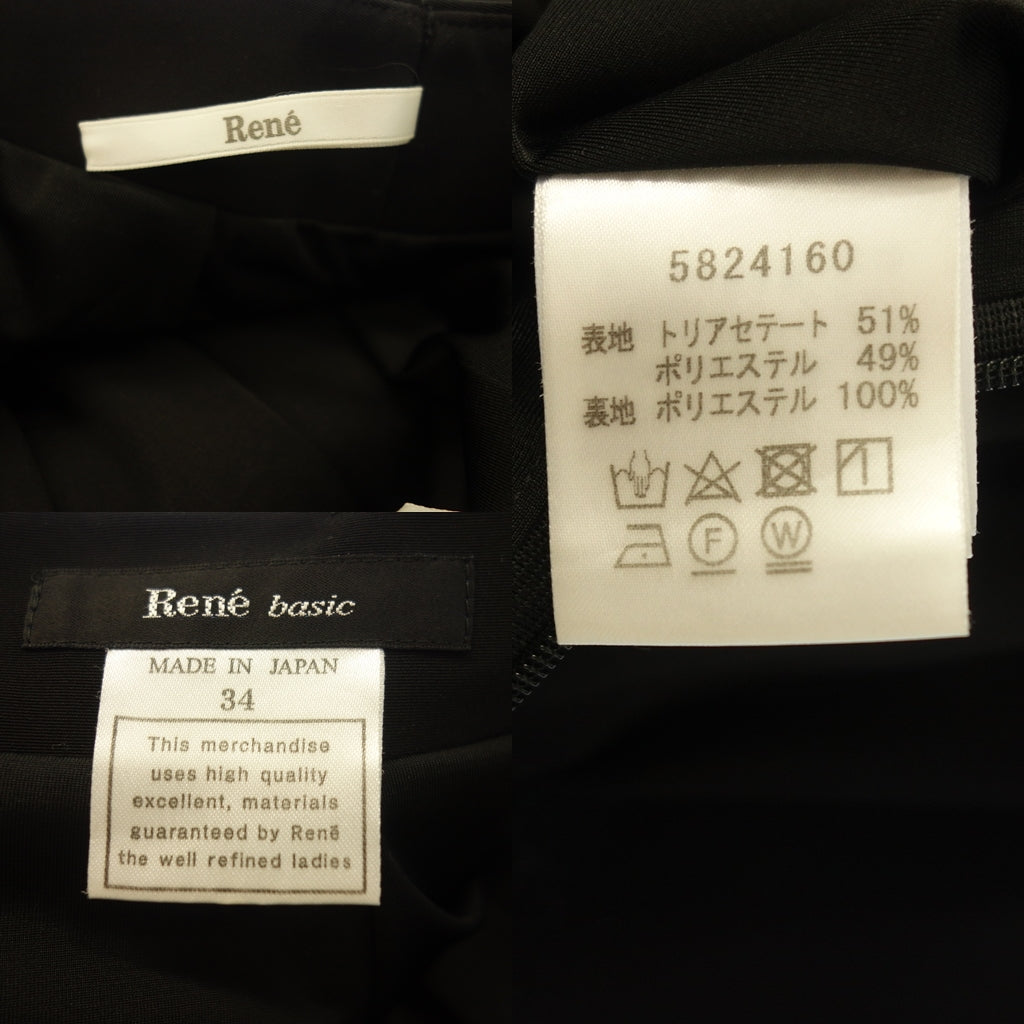 René
5824160
表地 トリアセテート 51%
ポリエステル 49%
表地 ポリエステル 100%
F W
René basic
MADE IN JAPAN
34
This merchandise
uses high quality
excellent, materials
guaranteed by René
the well refined ladies